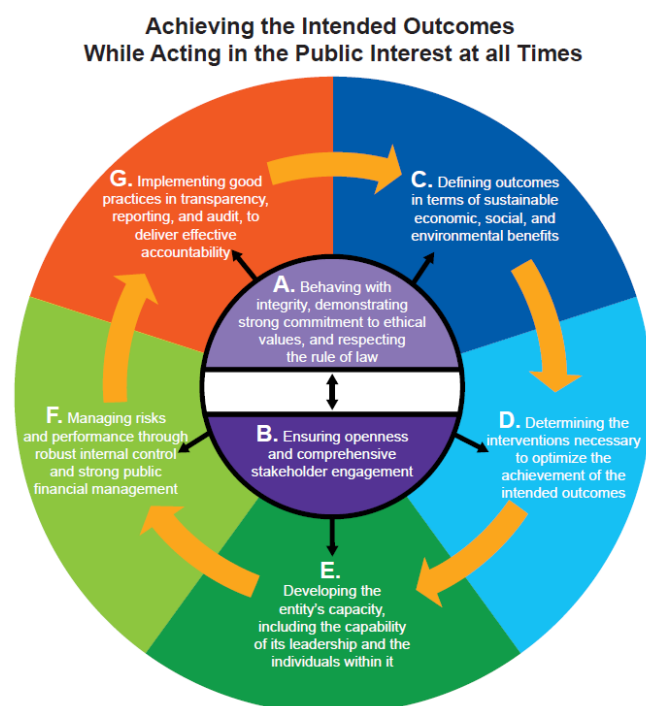 Achieving the Intended Outcomes
While Acting in the Public Interest at all Times
G. Implementing good
practices in transparency,
reporting, and audit, to
deliver effective
accountability
C. Defining outcomes
in terms of sustainable
economic, social, and
environmental benefits
A. Behaving with
integrity, demonstrating
strong commitment to ethical
values, and respecting
the rule of law
B. Ensuring openness
and comprehensive
stakeholder engagement
F. Managing risks
and performance through
robust internal control
and strong public
financial management
D. Determining the
interventions necessary
to optimize the
achievement of the
intended outcomes
E.
Developing the
entity's capacity,
including the capability
of its leadership and the
individuals within it